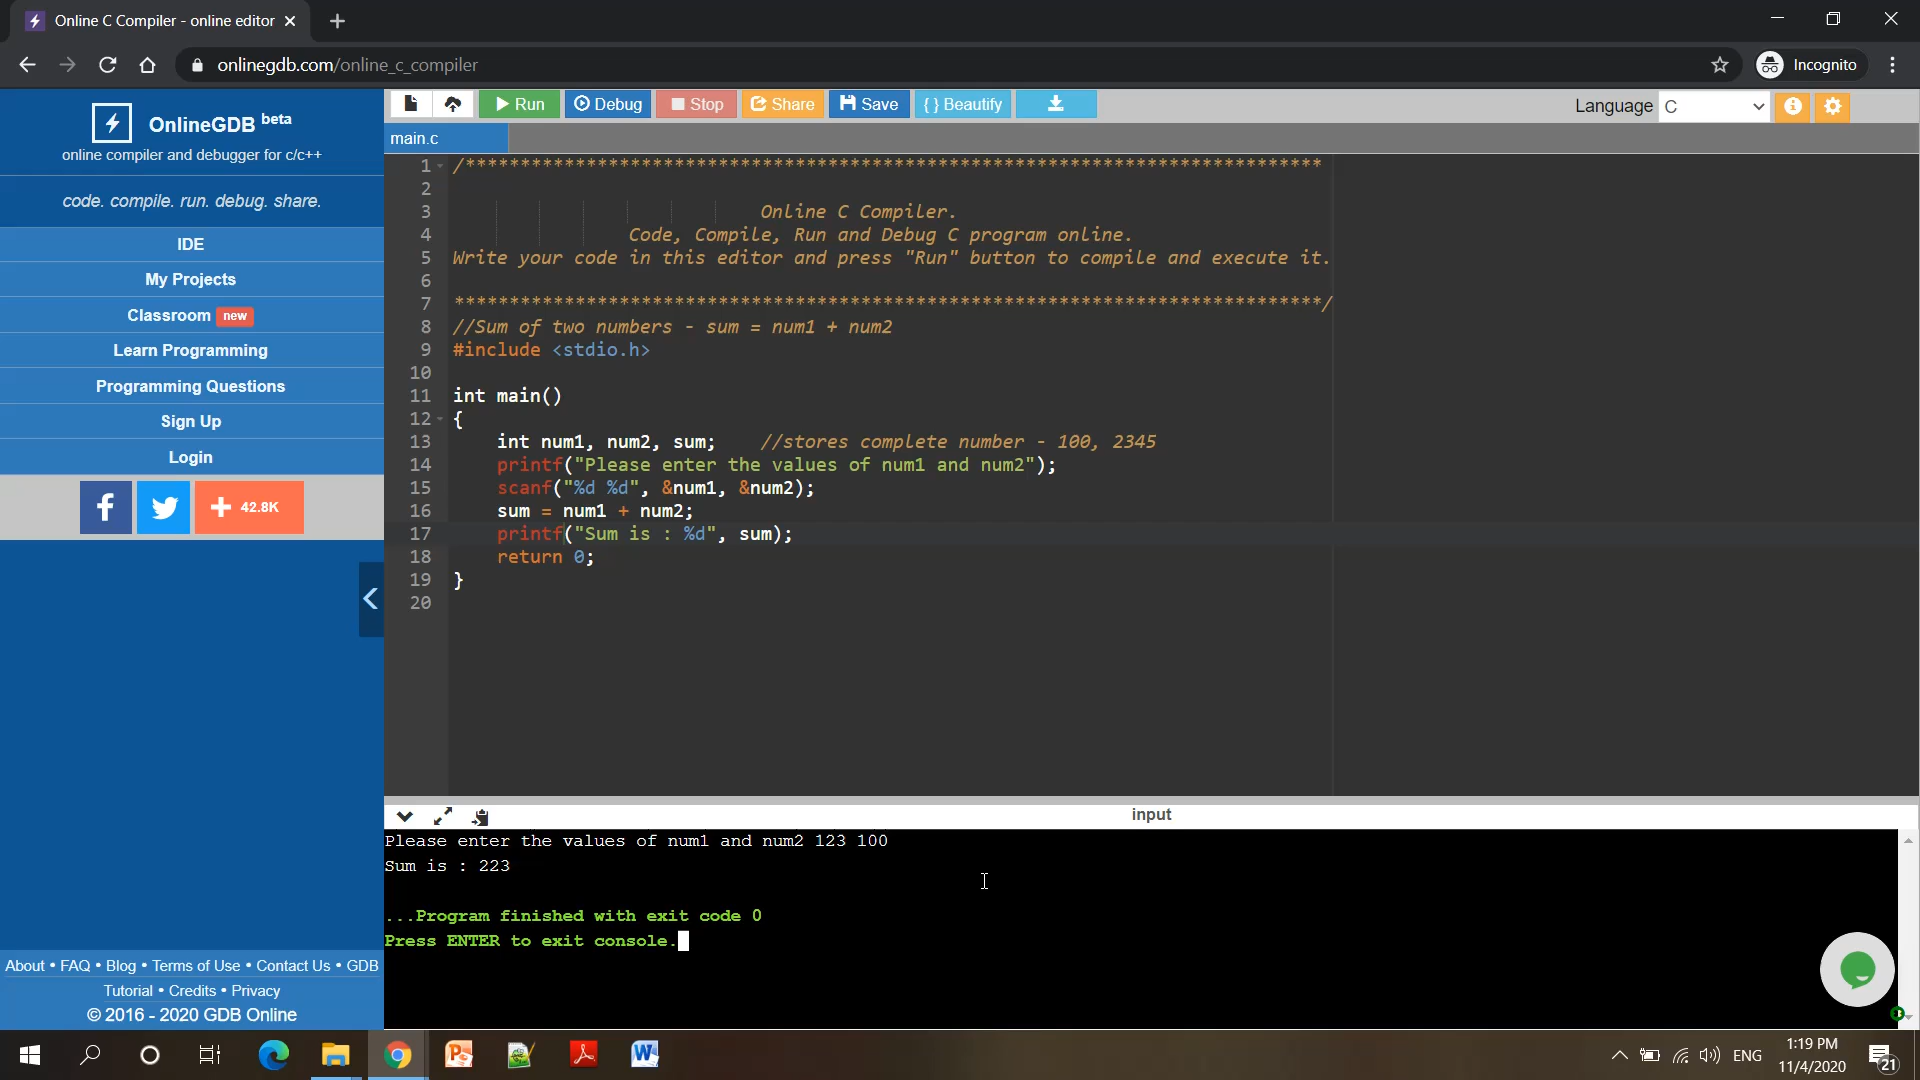 Online C Compiler - online editor
onlinegdb.com/online_c_compiler
Incognito
OnlineGDB beta
online compiler and debugger for c/c++
code. compile. run. debug. share.
IDE
My Projects
Classroom new
Learn Programming
Programming Questions
Sign Up
Login
42.8K
About • FAQ • Blog • Terms of Use • Contact Us • GDB
Tutorial • Credits • Privacy
© 2016 - 2020 GDB Online
Run Debug Stop Share Save {} Beautify
Language C
main.c
1 /******************************************************************************
2
3 Online C Compiler.
4 Code, Compile, Run and Debug C program online.
5 Write your code in this editor and press "Run" button to compile and execute it.
6
7 *******************************************************************************/
8 //Sum of two numbers - sum = num1 + num2
9 #include <stdio.h>
10
11 int main()
12 {
13 int num1, num2, sum; //stores complete number - 100, 2345
14 printf("Please enter the values of num1 and num2");
15 scanf("%d %d", &num1, &num2);
16 sum = num1 + num2;
17 printf("Sum is : %d", sum);
18 return 0;
19 }
20
input
Please enter the values of num1 and num2 123 100
Sum is : 223
...Program finished with exit code 0
Press ENTER to exit console.
ENG
1:19 PM
11/4/2020
21